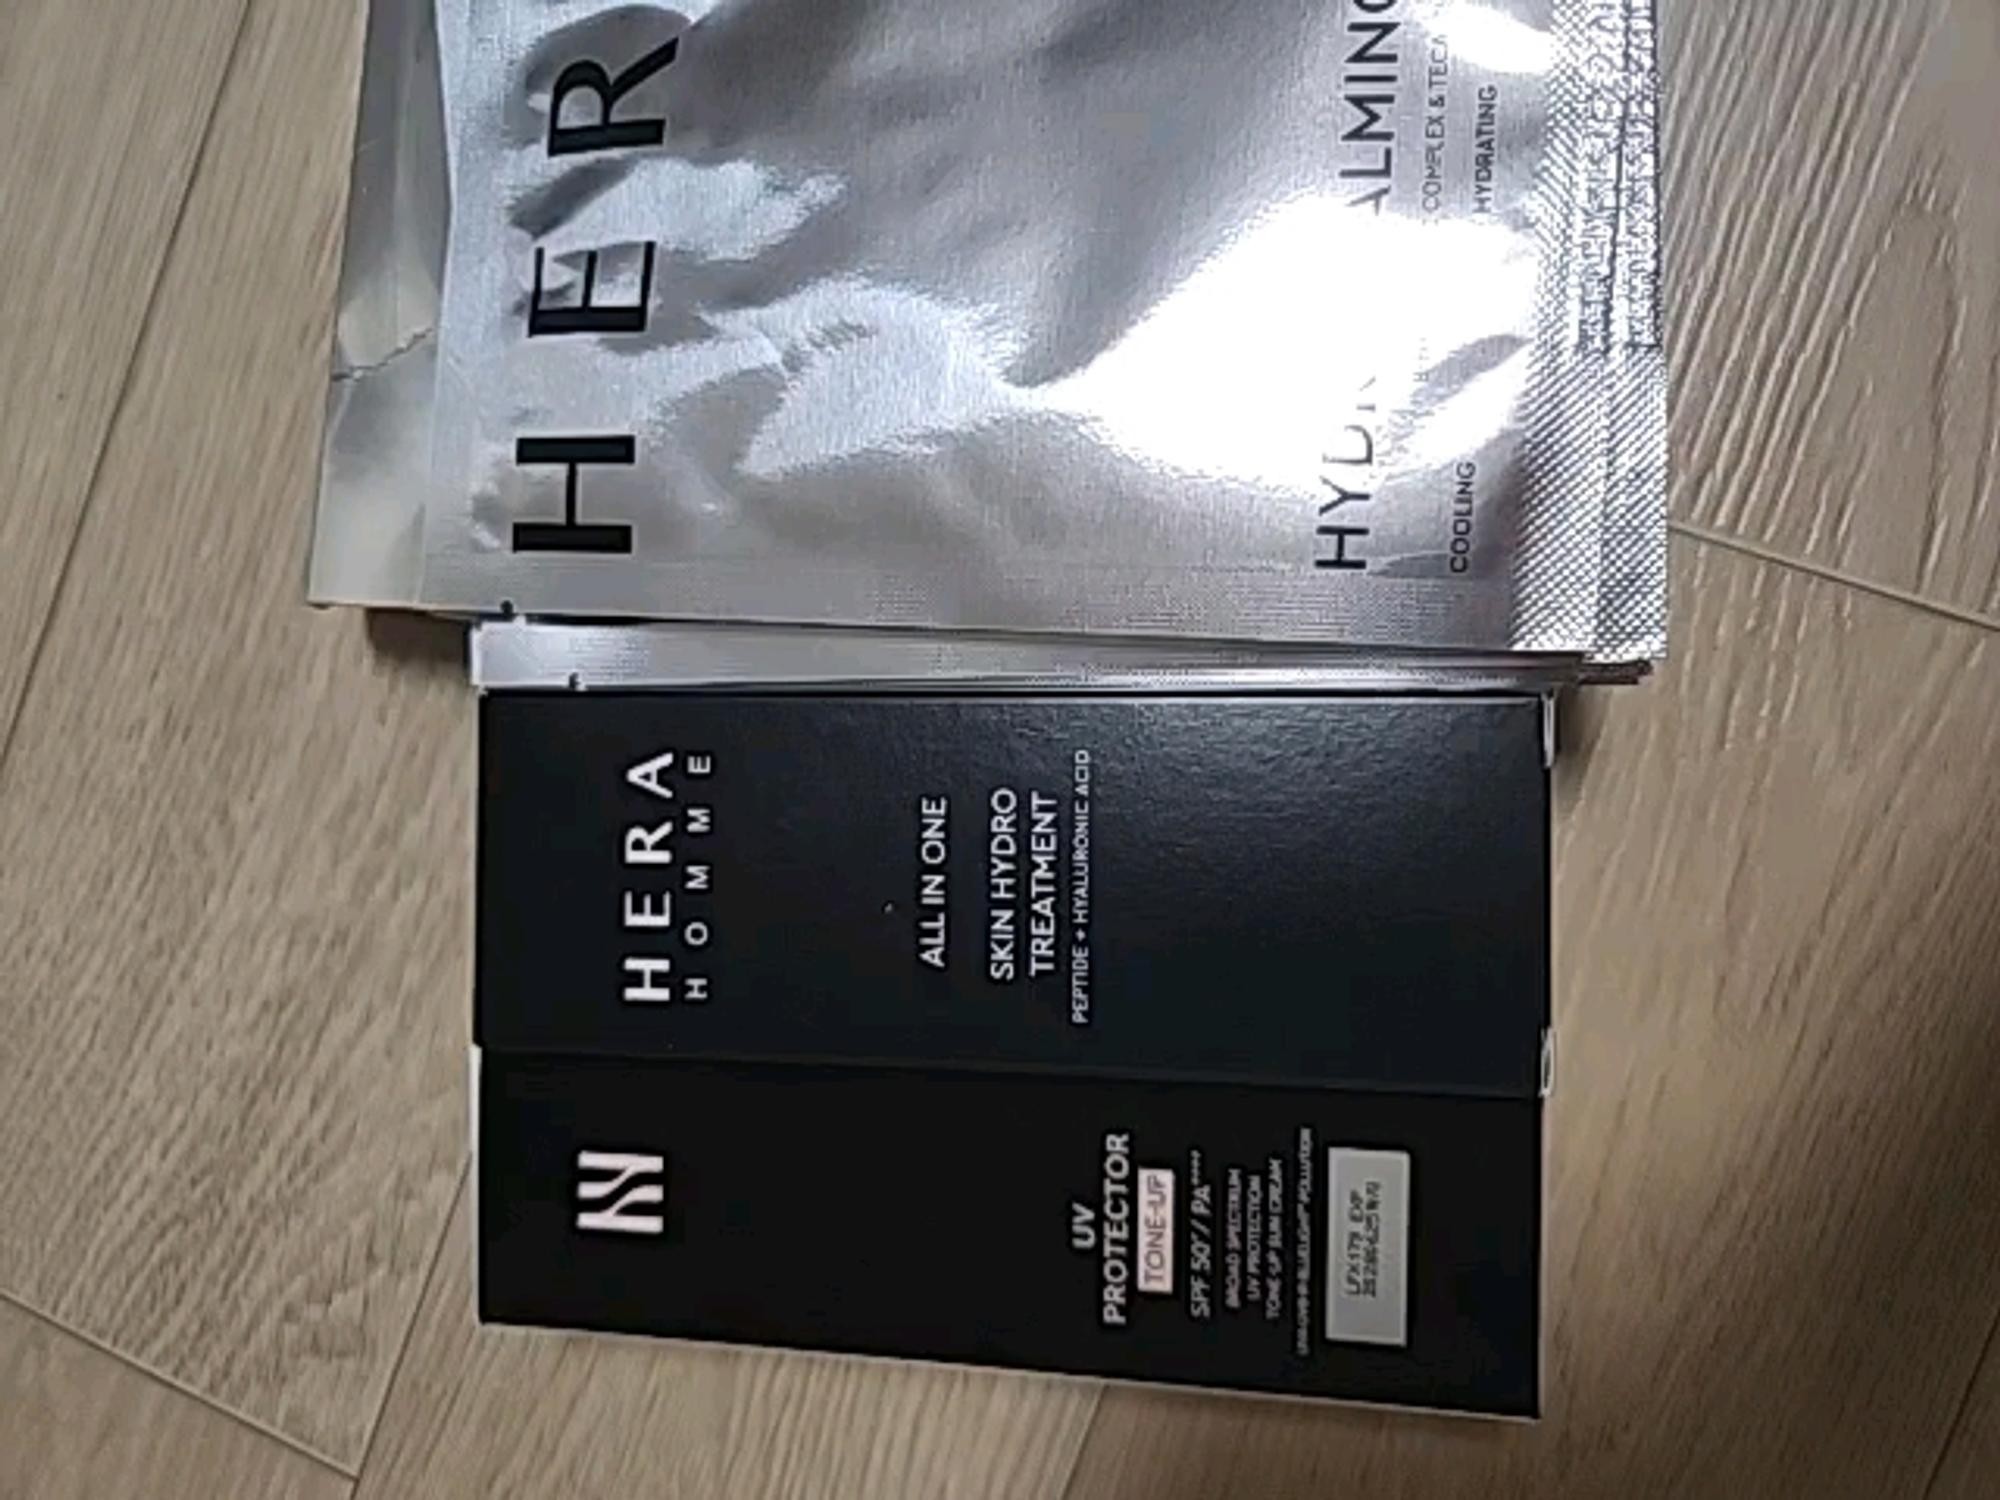 HER
HYD
ALMING
COMPLEX & TECA
COOLING
HYDRATING
HERA
HOMME
ALL IN ONE
SKIN HYDRO
TREATMENT
PEPTIDE + HYALURONIC ACID
UV
PROTECTOR
TONE-UP
SPF 50+ / PA++++
BROAD SPECTRUM
UV PROTECTION
TONE-UP SUN CREAM